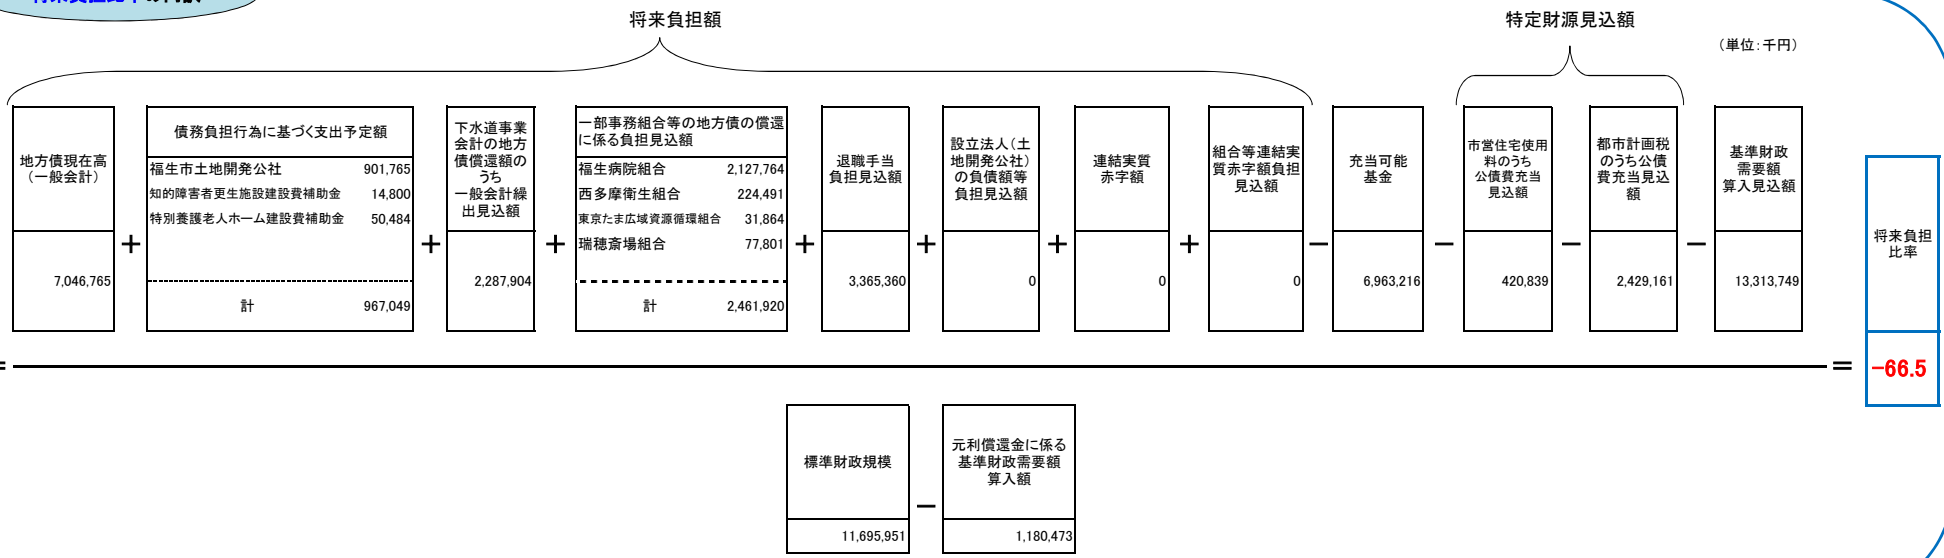 将来負担比率の内訳
将来負担額
特定財源見込額
（単位：千円）
地方債現在高
（一般会計）
7,046,765
＋
債務負担行為に基づく支出予定額
福生市土地開発公社 901,765
知的障害者更生施設建設費補助金 14,800
特別養護老人ホーム建設費補助金 50,484
計 967,049
＋
下水道事業
会計の地方
債償還額の
うち
一般会計繰
出見込額
2,287,904
＋
一部事務組合等の地方債の償還
に係る負担見込額
福生病院組合 2,127,764
西多摩衛生組合 224,491
東京たま広域資源循環組合 31,864
瑞穂斎場組合 77,801
計 2,461,920
＋
退職手当
負担見込額
3,365,360
＋
設立法人（土
地開発公社）
の負債額等
負担見込額
0
＋
連結実質
赤字額
0
＋
組合等連結実
質赤字額負担
見込額
0
－
充当可能
基金
6,963,216
－
市営住宅使用
料のうち
公債費充当
見込額
420,839
－
都市計画税
のうち公債
費充当見込
額
2,429,161
－
基準財政
需要額
算入見込額
13,313,749
＝
標準財政規模
11,695,951
－
元利償還金に係る
基準財政需要額
算入額
1,180,473
＝
将来負担
比率
-66.5